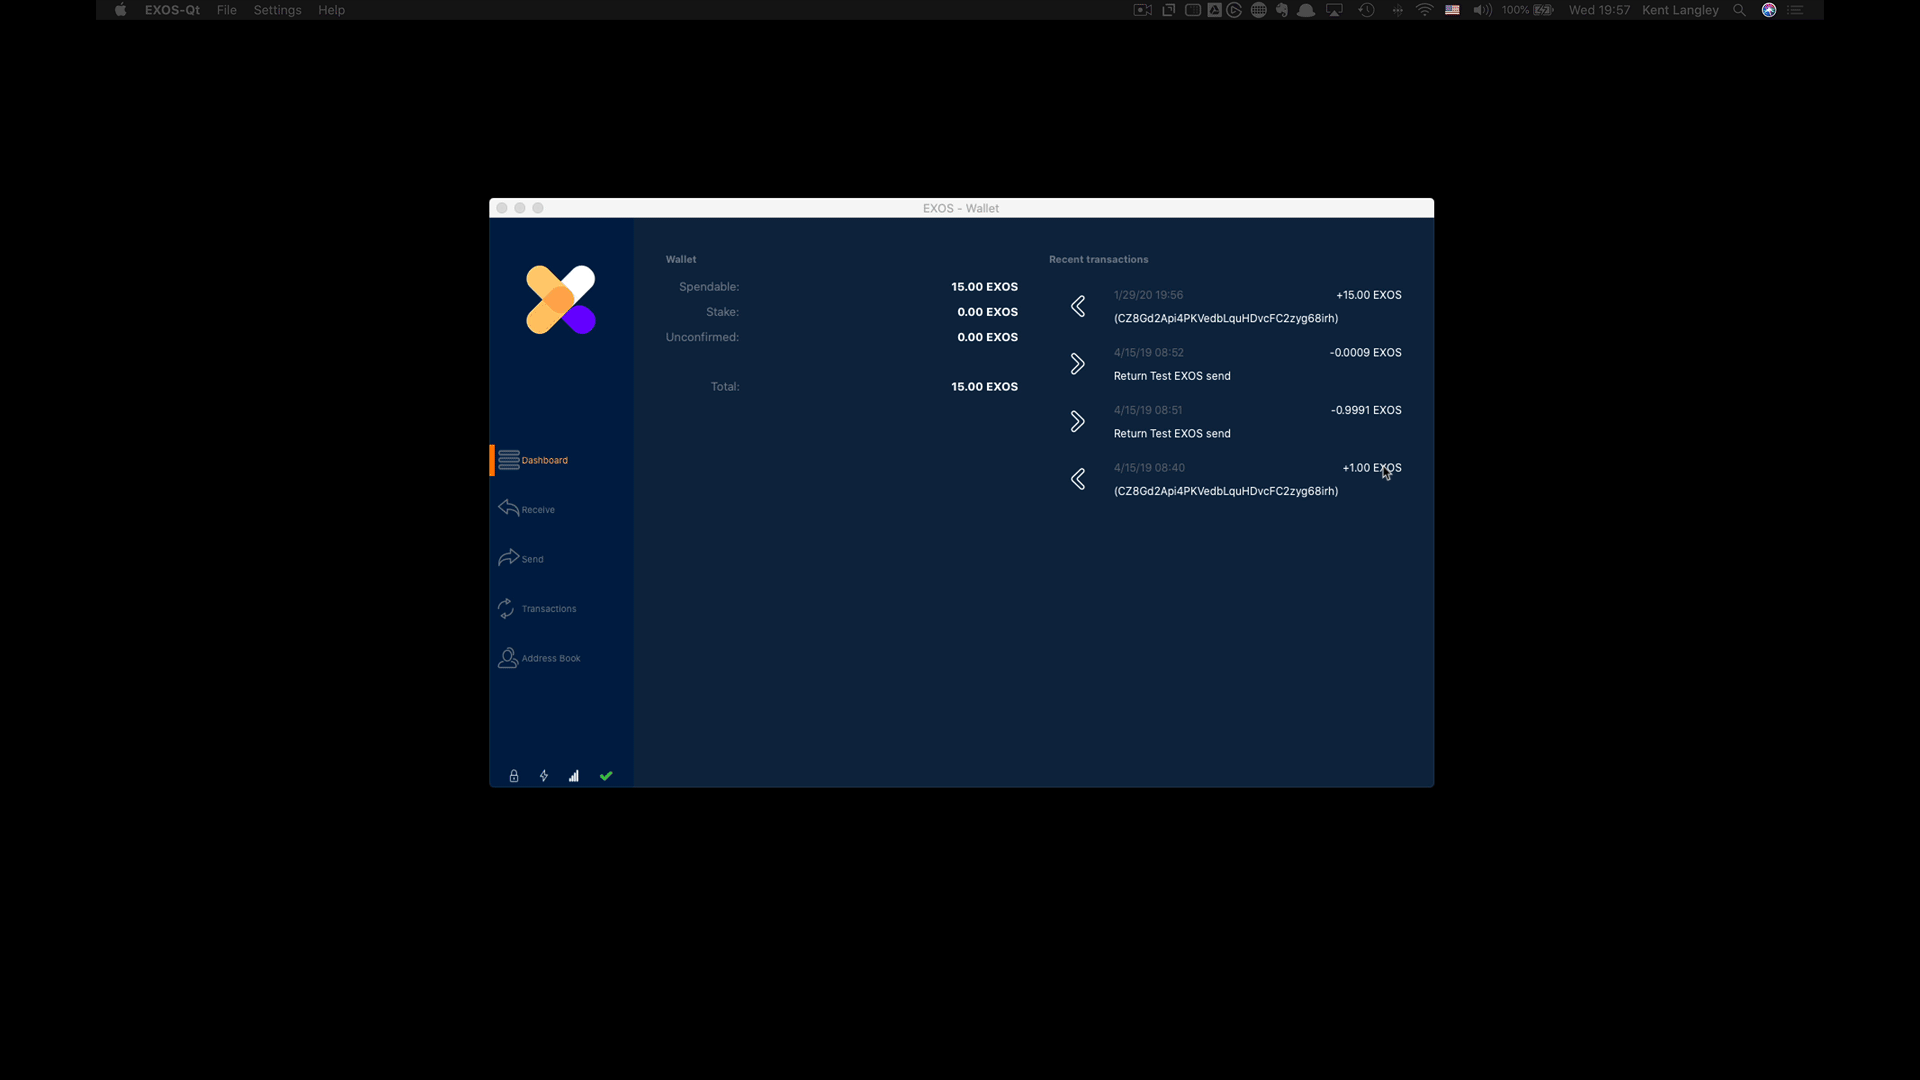 EXOS-Qt File Settings Help 100% Wed 19:57 Kent Langley
EXOS - Wallet
Wallet
Spendable: 15.00 EXOS
Stake: 0.00 EXOS
Unconfirmed: 0.00 EXOS
Total: 15.00 EXOS
Recent transactions
1/29/20 19:56 +15.00 EXOS
(CZ8Gd2Api4PKVedbLquHDvcFC2zyg68irh)
4/15/19 08:52 -0.0009 EXOS
Return Test EXOS send
4/15/19 08:51 -0.9991 EXOS
Return Test EXOS send
4/15/19 08:40 +1.00 EXOS
(CZ8Gd2Api4PKVedbLquHDvcFC2zyg68irh)
Dashboard
Receive
Send
Transactions
Address Book